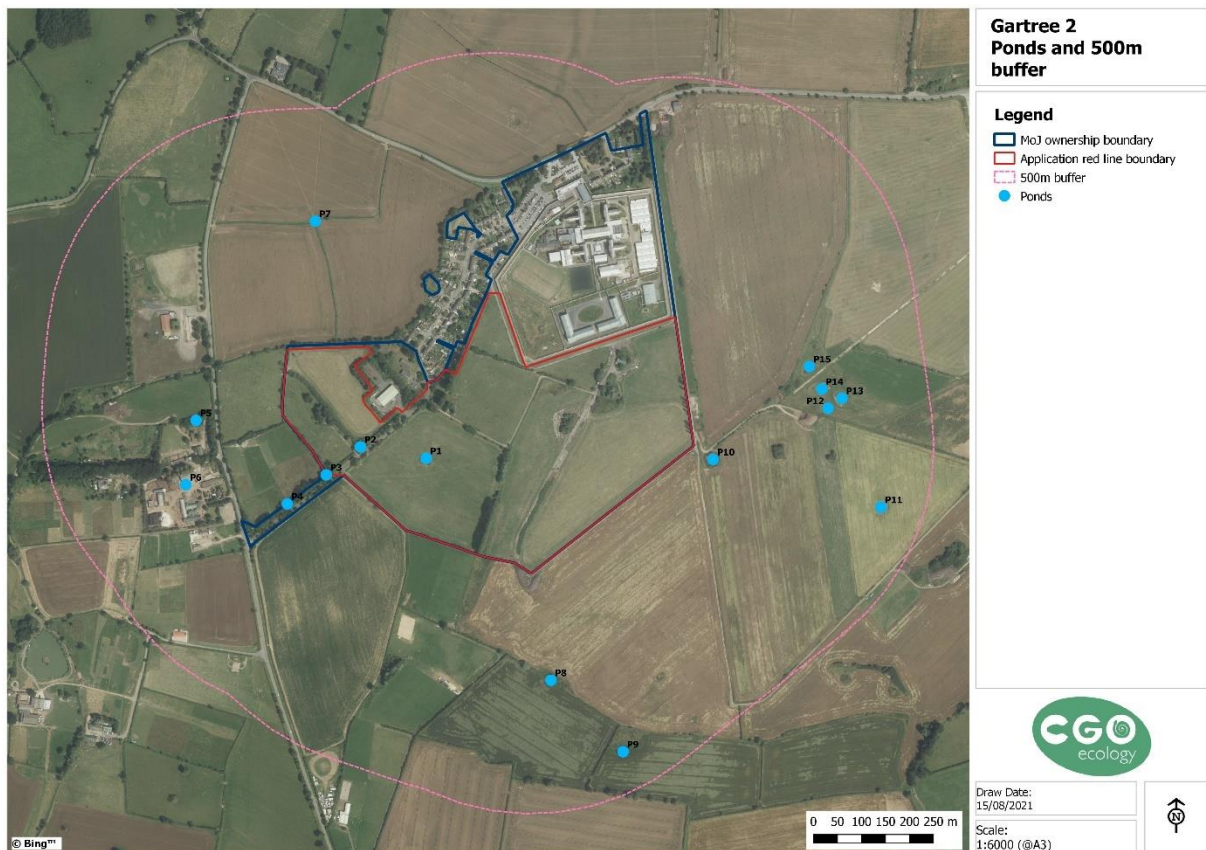 Gartree 2
Ponds and 500m
buffer
Legend
MoJ ownership boundary
Application red line boundary
500m buffer
Ponds
P7
P15
P14
P13
P12
P5
P2
P1
P10
P3
P6
P4
P11
P8
P9
CGO
ecology
Draw Date:
15/08/2021
Scale:
1:6000 (@A3)
N
0 50 100 150 200 250 m
© Bing™